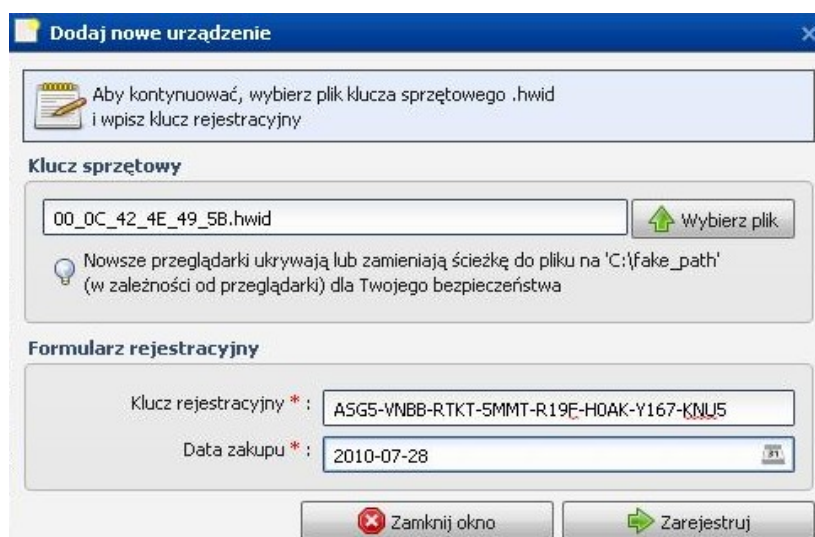 Dodaj nowe urządzenie
Aby kontynuować, wybierz plik klucza sprzętowego .hwid
i wpisz klucz rejestracyjny
Klucz sprzętowy
00_0C_42_4E_49_5B.hwid
Wybierz plik
Nowsze przeglądarki ukrywają lub zamieniają ścieżkę do pliku na 'C:\fake_path'
(w zależności od przeglądarki) dla Twojego bezpieczeństwa
Formularz rejestracyjny
Klucz rejestracyjny * : ASG5-VNBB-RTKT-5MMT-R19E-H0AK-Y167-KNU5
Data zakupu * : 2010-07-28 31
Zamknij okno Zarejestruj